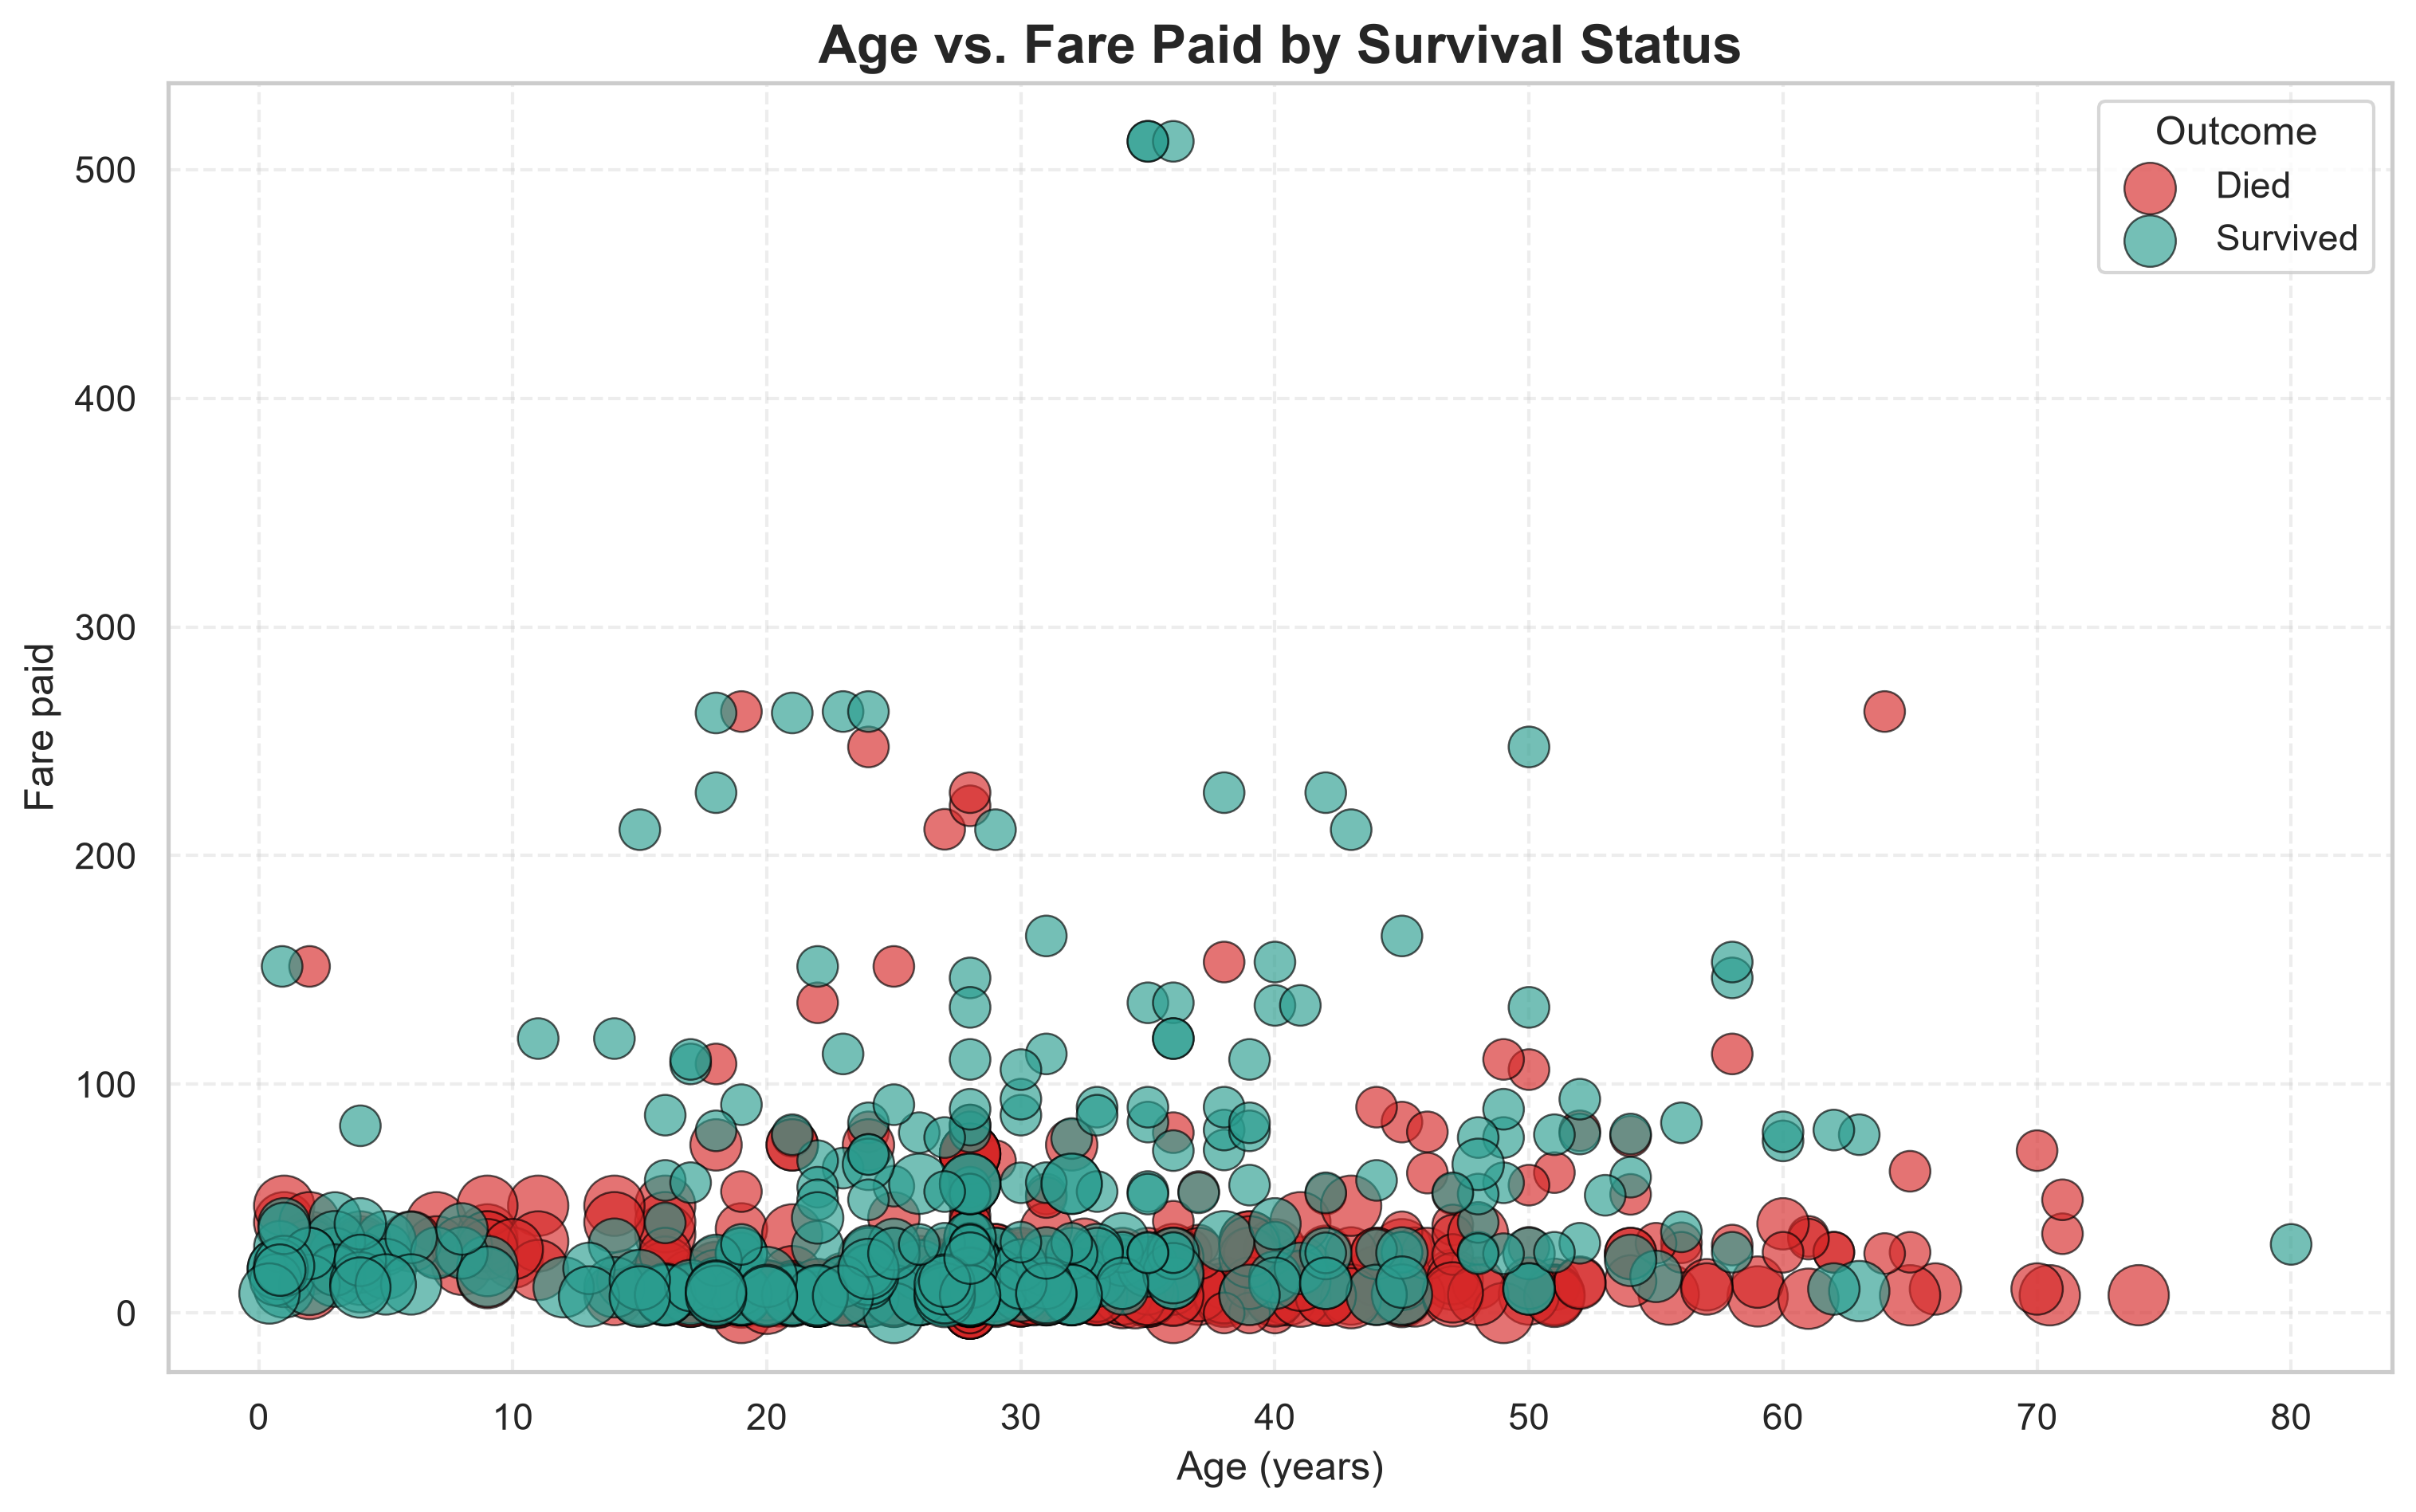 Age vs. Fare Paid by Survival Status
Outcome
Died
Survived
500
400
300
200
100
0
Fare paid
0 10 20 30 40 50 60 70 80
Age (years)